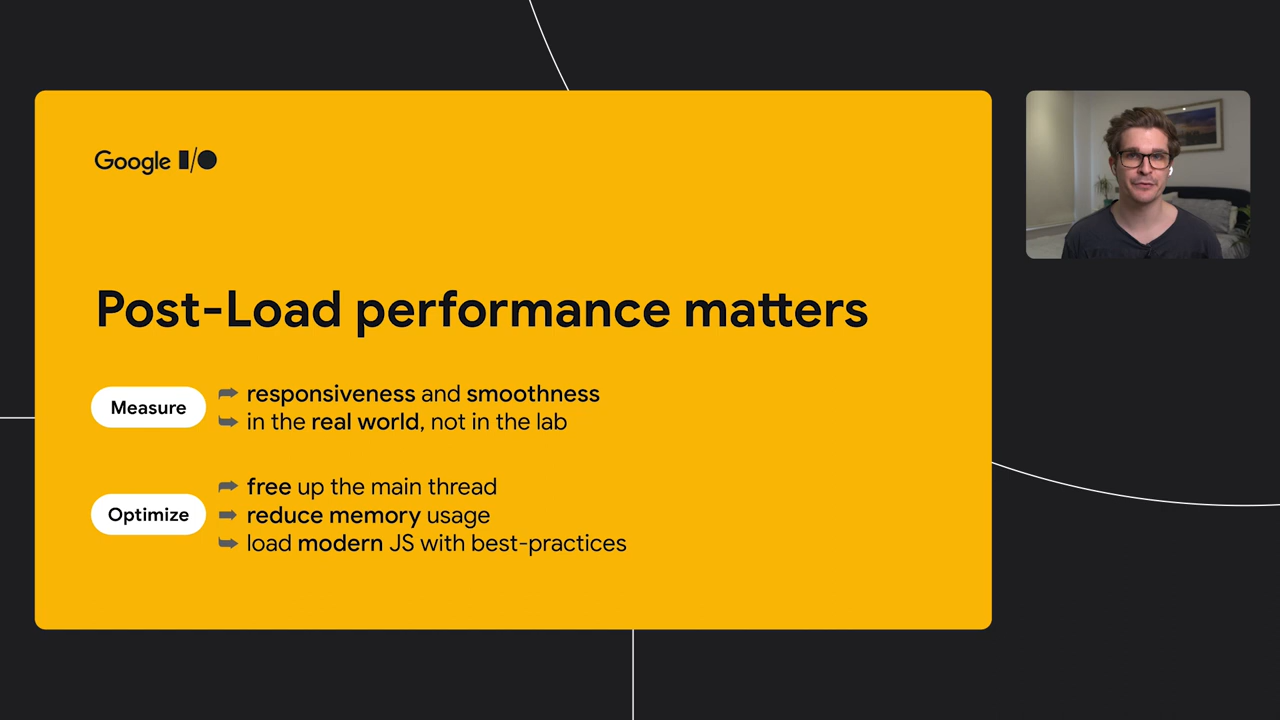 Google I/O
Post-Load performance matters
Measure
responsiveness and smoothness
in the real world, not in the lab
Optimize
free up the main thread
reduce memory usage
load modern JS with best-practices